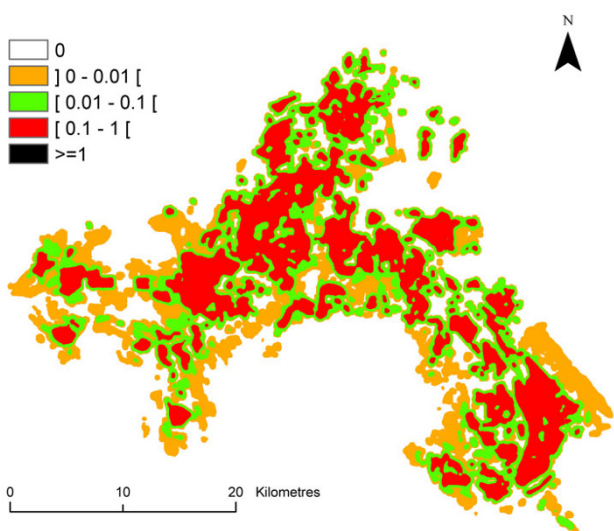 N
0
] 0 - 0.01 [
[ 0.01 - 0.1 [
[ 0.1 - 1 [
>=1
0 10 20 Kilometres